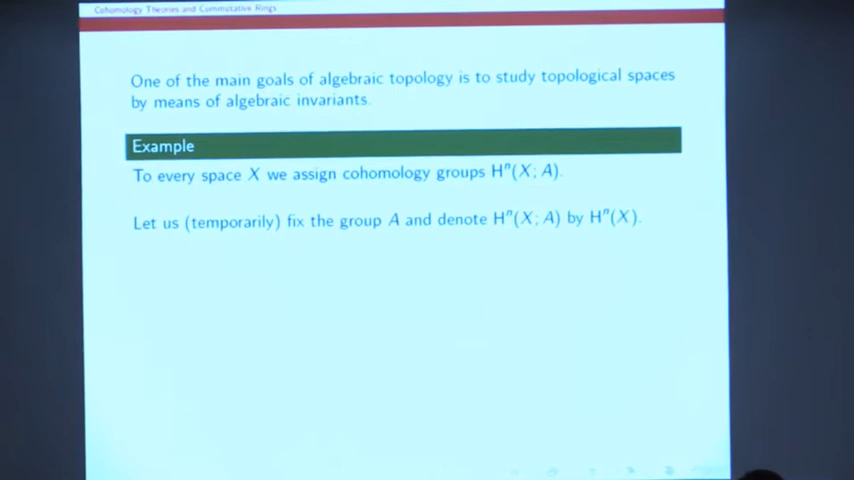 Cohomology Theories and Commutative Rings
One of the main goals of algebraic topology is to study topological spaces
by means of algebraic invariants.
Example
To every space X we assign cohomology groups Hⁿ(X; A).
Let us (temporarily) fix the group A and denote Hⁿ(X; A) by Hⁿ(X).